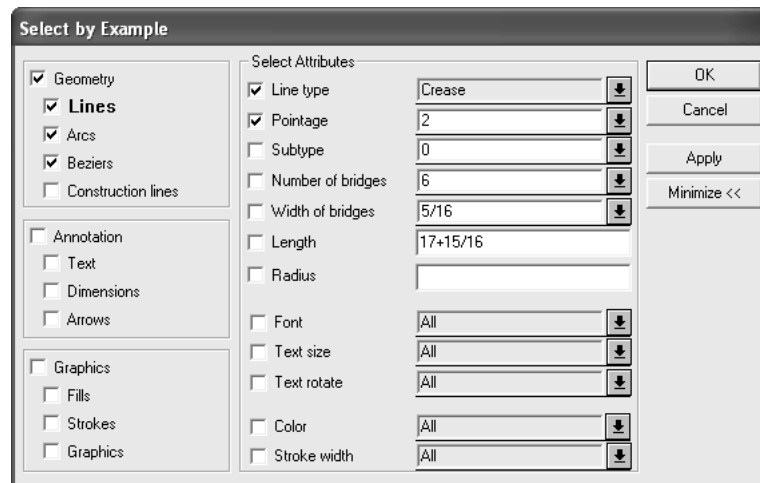 Select by Example
Geometry
Lines
Arcs
Beziers
Construction lines
Annotation
Text
Dimensions
Arrows
Graphics
Fills
Strokes
Graphics
Select Attributes
Line type Crease
Pointage 2
Subtype 0
Number of bridges 6
Width of bridges 5/16
Length 17+15/16
Radius
Font All
Text size All
Text rotate All
Color All
Stroke width All
OK
Cancel
Apply
Minimize <<